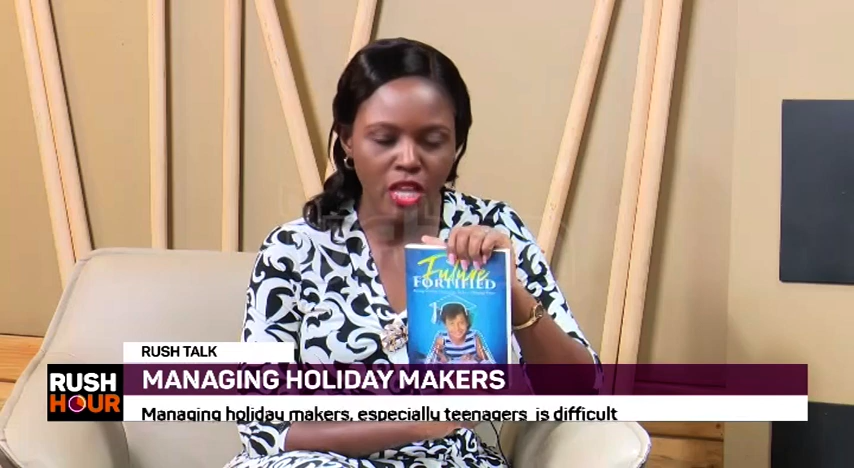 Future
FORTIFIED
RUSH TALK
RUSH
HOUR
MANAGING HOLIDAY MAKERS
Managing holiday makers, especially teenagers is difficult